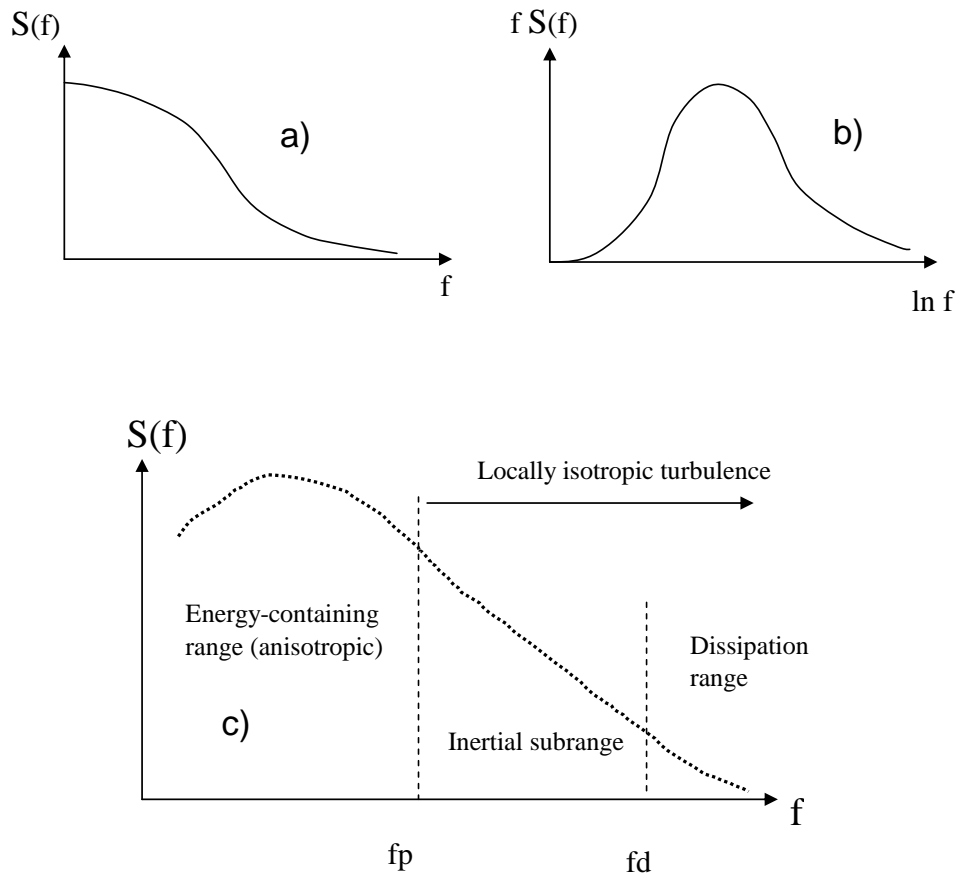 S(f)
a)
f
f S(f)
b)
ln f
S(f)
Locally isotropic turbulence
Energy-containing
range (anisotropic)
Dissipation
range
c)
Inertial subrange
f
fp
fd